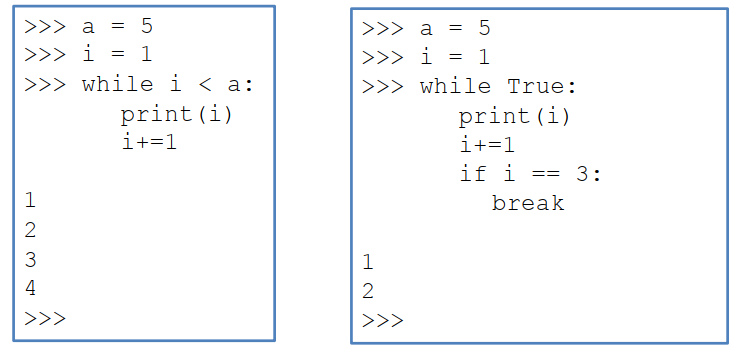 >>> a = 5
>>> i = 1
>>> while i < a:
print(i)
i+=1
1
2
3
4
>>>
>>> a = 5
>>> i = 1
>>> while True:
print(i)
i+=1
if i == 3:
break
1
2
>>>